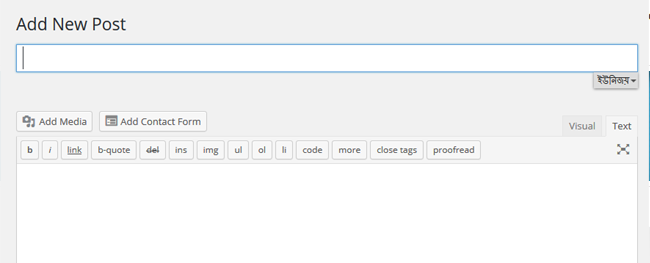 Add New Post
ইউনিজয়
Add Media Add Contact Form Visual Text
b i link b-quote del ins img ul ol li code more close tags proofread